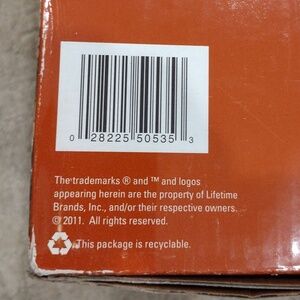 0 28225 50535 3
The trademarks ® and ™ and logos
appearing herein are the property of Lifetime
Brands, Inc., and/or their respective owners.
© 2011. All rights reserved.
This package is recyclable.